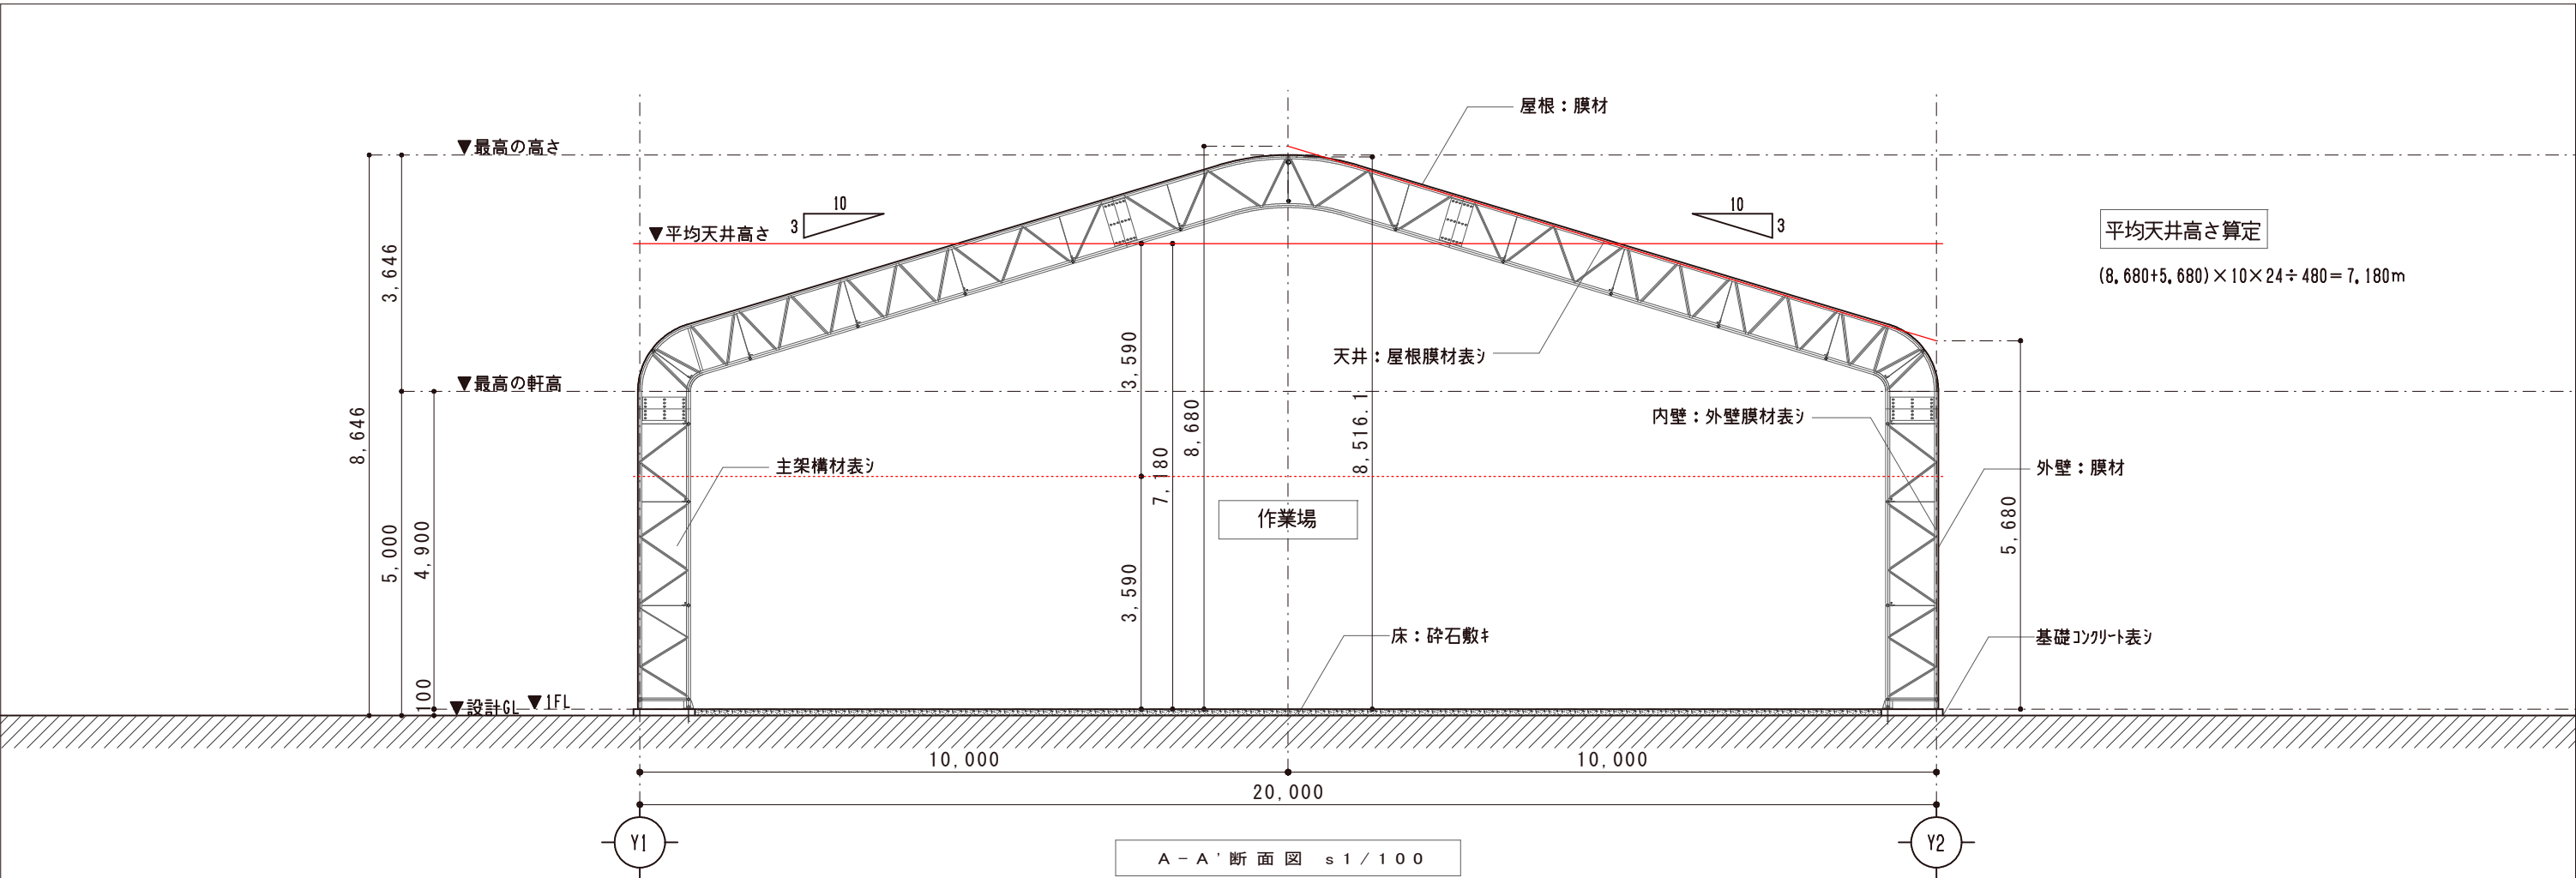 屋根：膜材
▼最高の高さ
10
3
10
3
▼平均天井高さ
平均天井高さ算定
(8,680+5,680)×10×24÷480＝7,180m
3,646
3,590
天井：屋根膜材表ｼ
▼最高の軒高
8,646
8,680
8,516.1
内壁：外壁膜材表ｼ
主架構材表ｼ
7,180
外壁：膜材
作業場
5,000
4,900
5,680
3,590
床：砕石敷ｷ
基礎ｺﾝｸﾘｰﾄ表ｼ
100
▼設計GL
▼1FL
10,000
10,000
20,000
Y1
Y2
A－A'断面図 s1/100